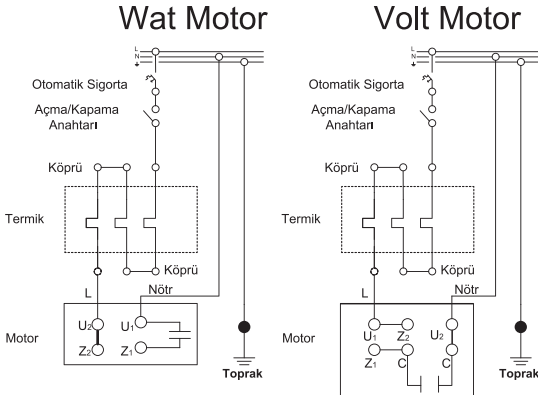 Wat Motor
L
N
Otomatik Sigorta
Açma/Kapama
Anahtarı
Köprü
Termik
Köprü
L
Nötr
Motor
U2
U1
Z2
Z1
Toprak
Volt Motor
L
N
Otomatik Sigorta
Açma/Kapama
Anahtarı
Köprü
Termik
Köprü
L
Nötr
Motor
U1
Z2
U2
Z1
C
C
Toprak